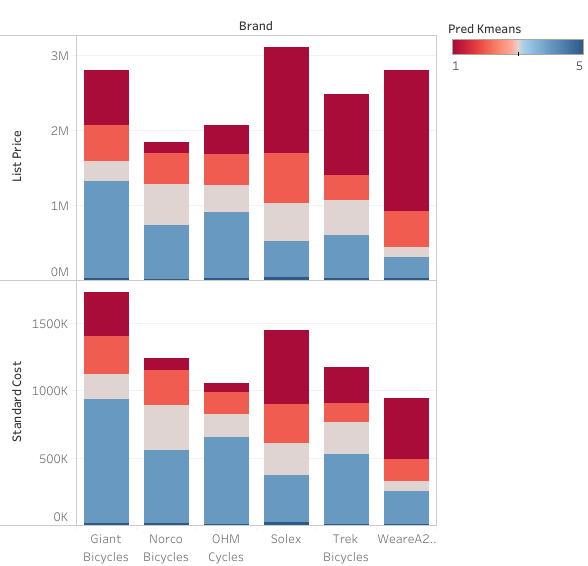 Brand
Pred Kmeans
1 5
List Price
3M
2M
1M
0M
Standard Cost
1500K
1000K
500K
0K
Giant Norco OHM Solex Trek WeareA2..
Bicycles Bicycles Cycles Bicycles